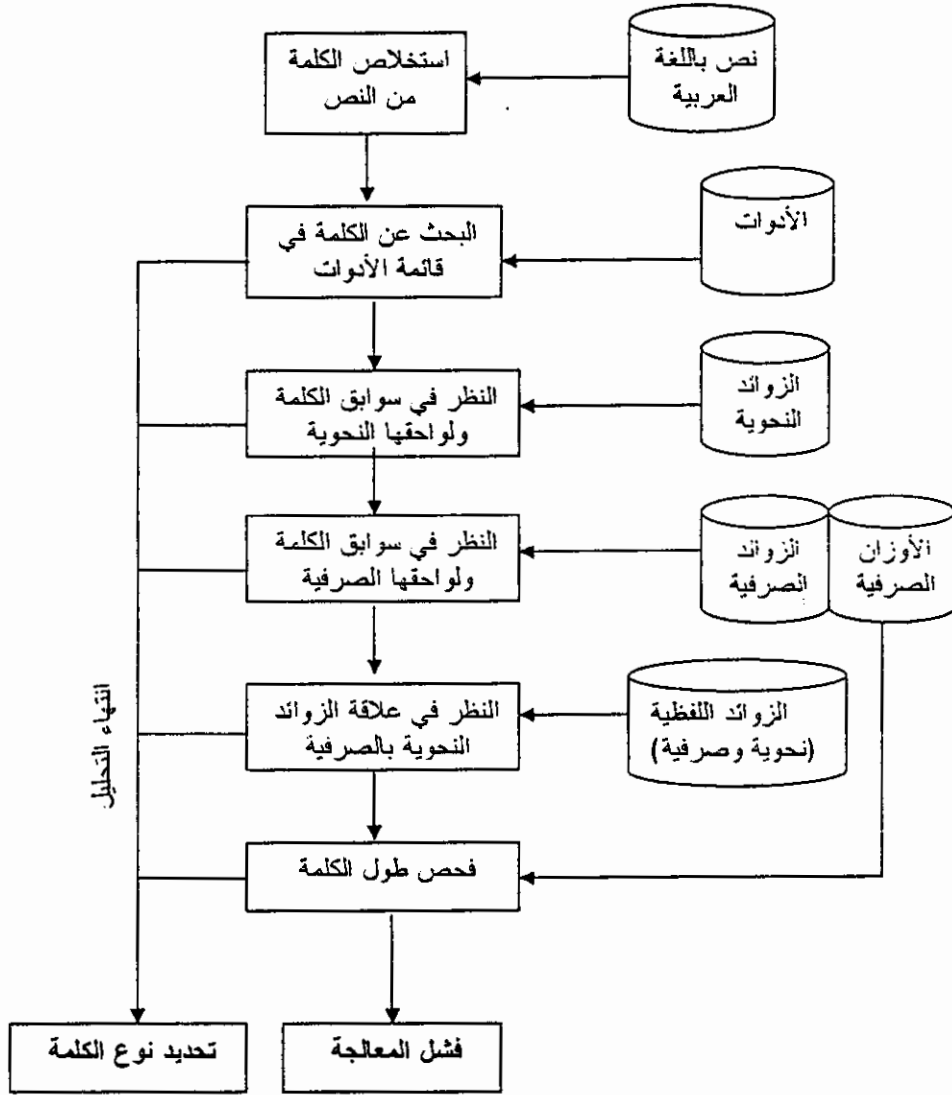 استخلاص الكلمة
من النص
نص باللغة
العربية
البحث عن الكلمة في
قائمة الأدوات
الأدوات
النظر في سوابق الكلمة
ولواحقها النحوية
الزوائد
النحوية
النظر في سوابق الكلمة
ولواحقها الصرفية
الزوائد
الصرفية
الأوزان
الصرفية
النظر في علاقة الزوائد
النحوية بالصرفية
الزوائد اللفظية
(نحوية وصرفية)
انتهاء التحليل
فحص طول الكلمة
فشل المعالجة
تحديد نوع الكلمة